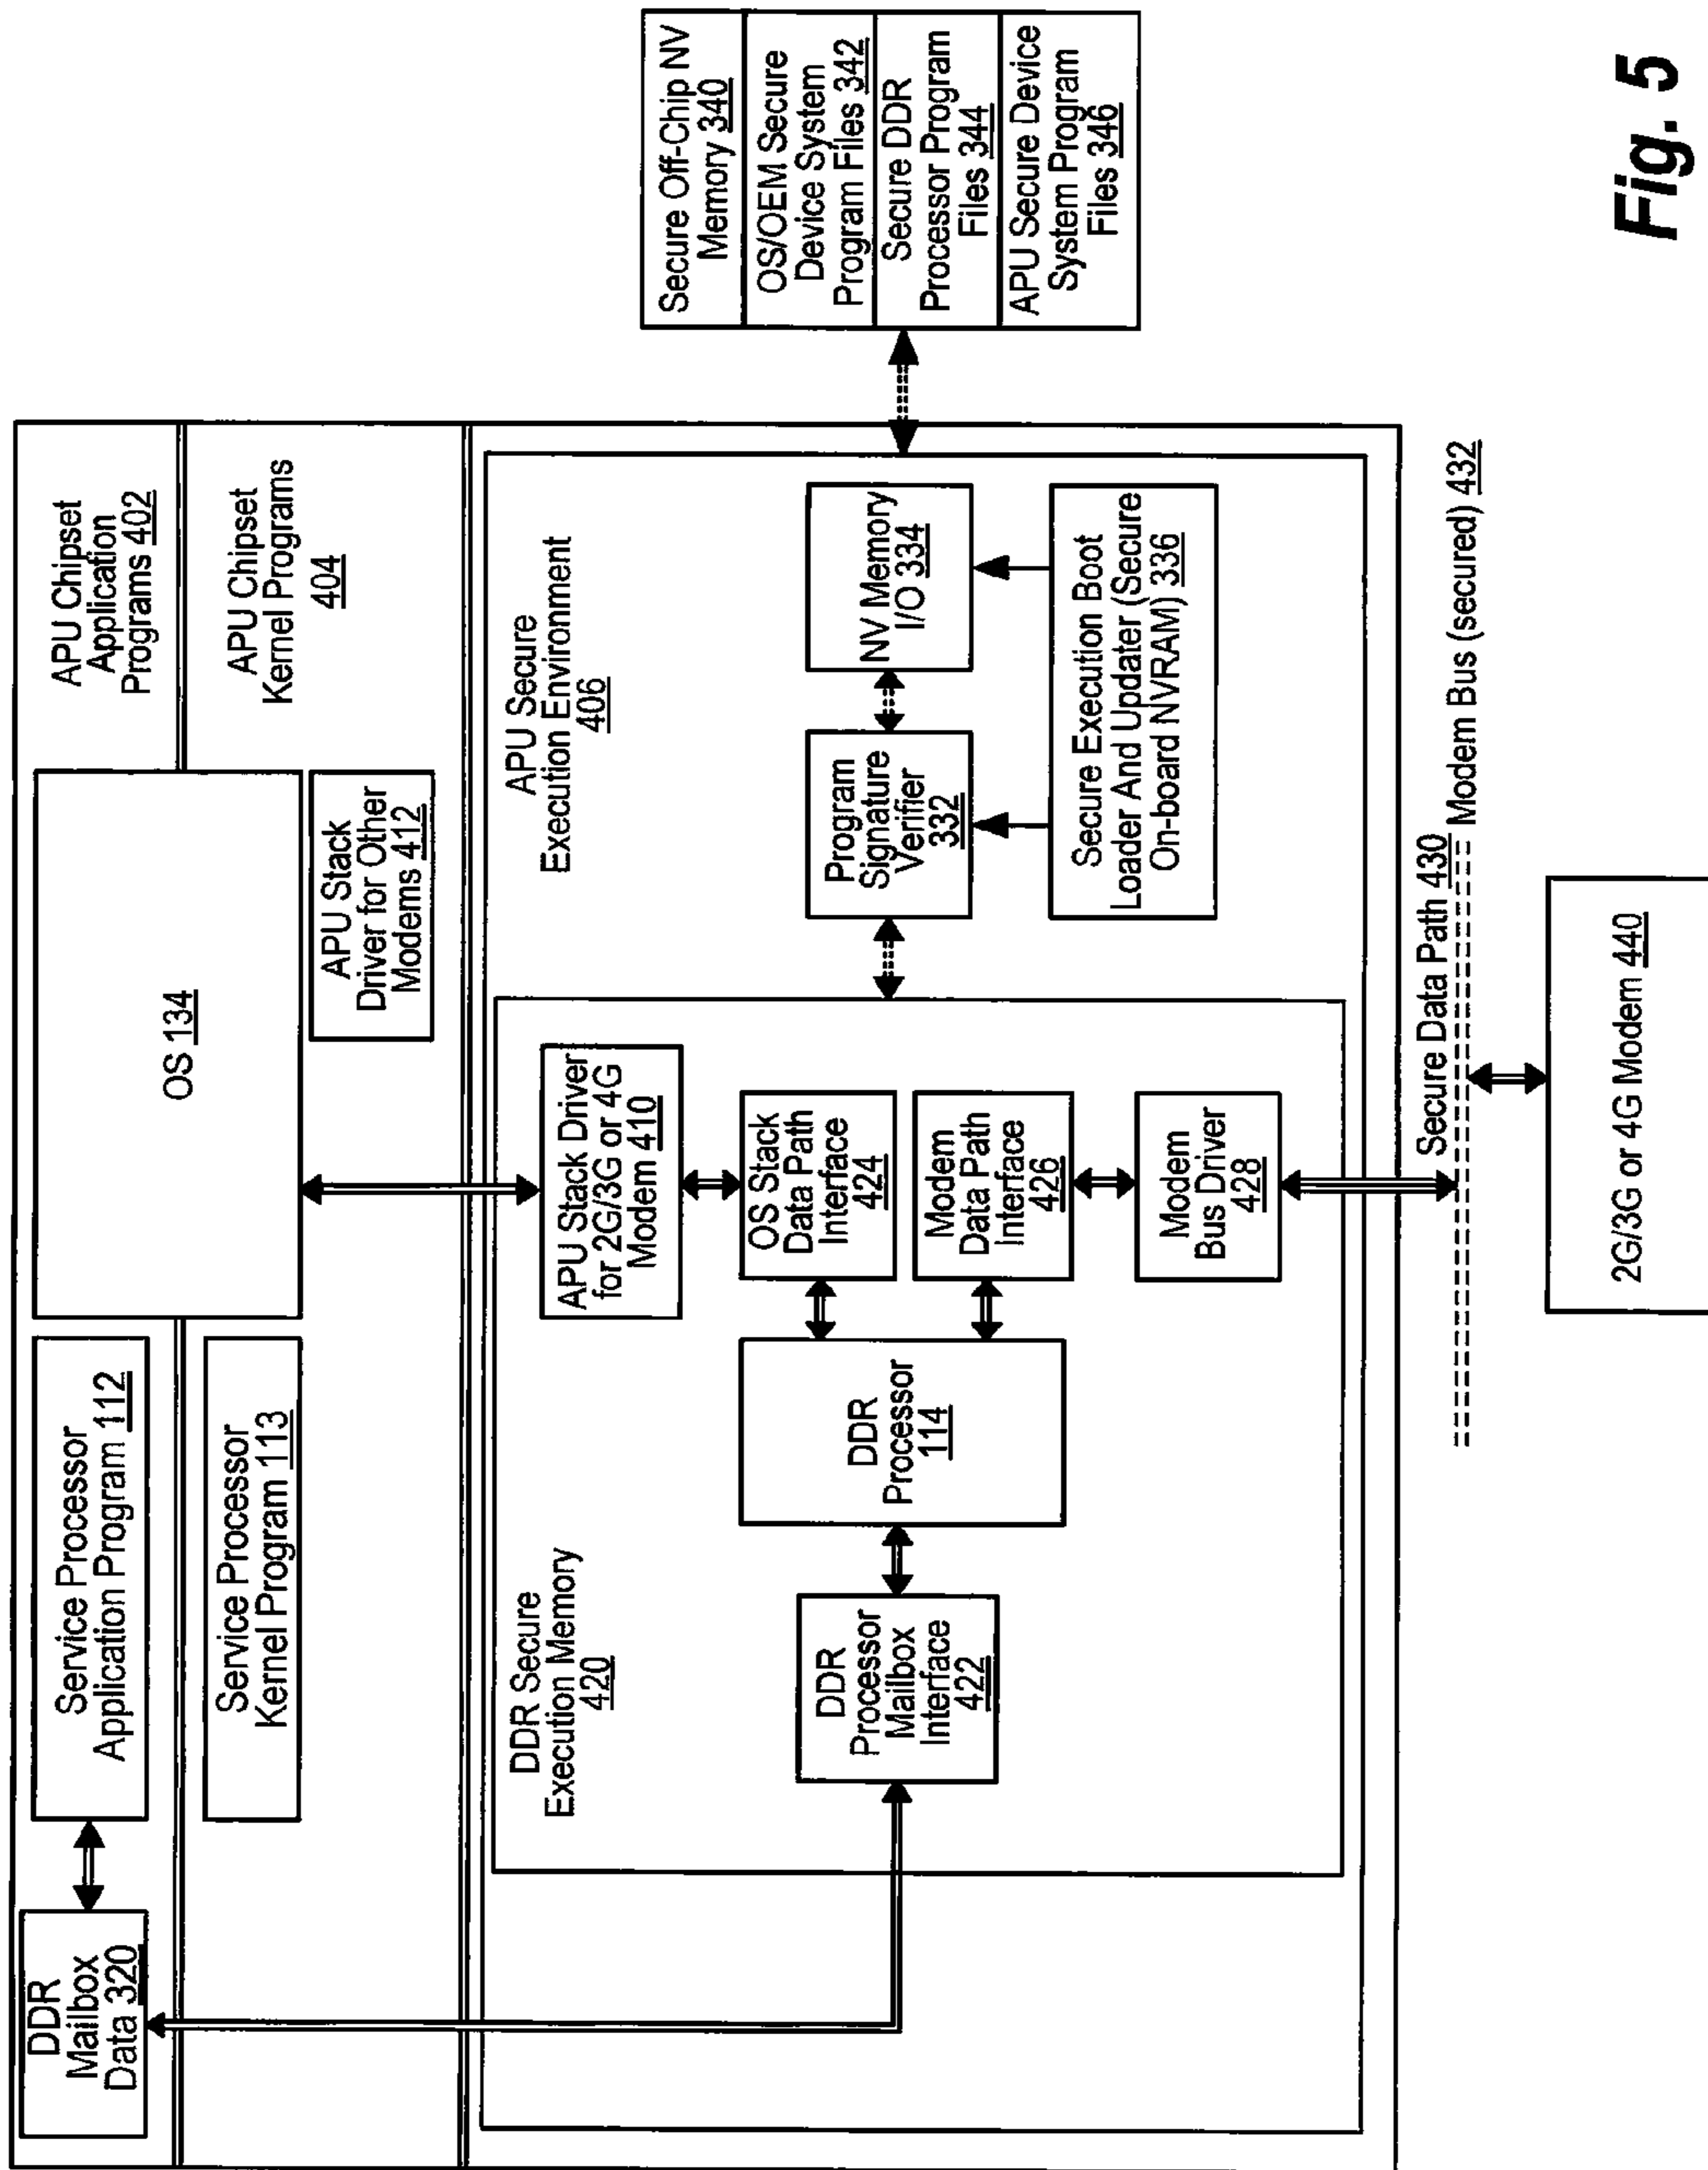 DDR
Mailbox
Data 320
Service Processor
Application Program 112
OS 134
APU Chipset
Application
Programs 402
Service Processor
Kernel Program 113
APU Stack
Driver for Other
Modems 412
APU Chipset
Kernel Programs
404
DDR Secure
Execution Memory
420
APU Stack Driver
for 2G/3G or 4G
Modem 410
APU Secure
Execution Environment
406
DDR
Processor
Mailbox
Interface
422
DDR
Processor
114
OS Stack
Data Path
Interface
424
Modem
Data Path
Interface
426
Modem
Bus Driver
428
Program
Signature
Verifier
332
NV Memory
I/O 334
Secure Execution Boot
Loader And Updater (Secure
On-board NVRAM) 336
Secure Off-Chip NV
Memory 340
OS/OEM Secure
Device System
Program Files 342
Secure DDR
Processor Program
Files 344
APU Secure Device
System Program
Files 346
Secure Data Path 430
Modem Bus (secured) 432
2G/3G or 4G Modem 440
Fig. 5